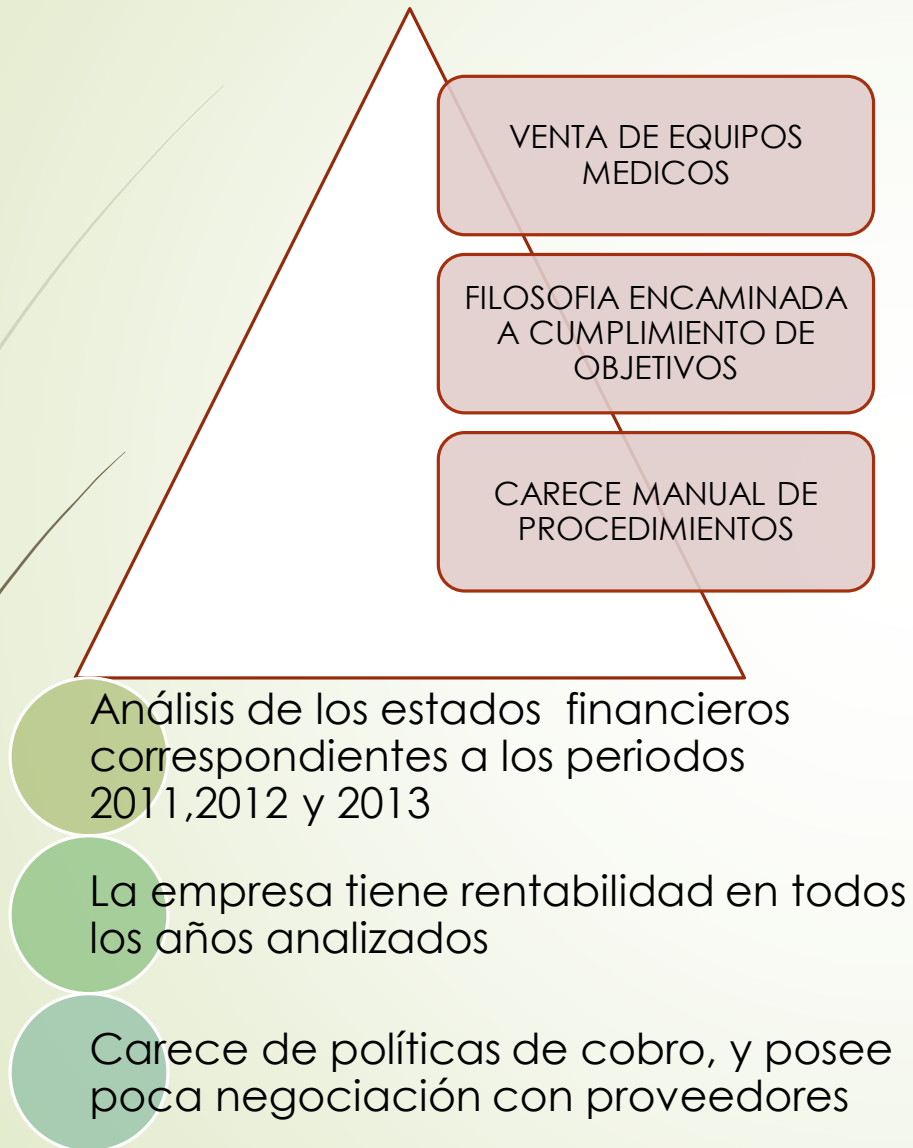 VENTA DE EQUIPOS
MEDICOS
FILOSOFIA ENCAMINADA
A CUMPLIMIENTO DE
OBJETIVOS
CARECE MANUAL DE
PROCEDIMIENTOS
Análisis de los estados  financieros
correspondientes a los periodos
2011,2012 y 2013
La empresa tiene rentabilidad en todos
los años analizados
Carece de políticas de cobro, y posee
poca negociación con proveedores